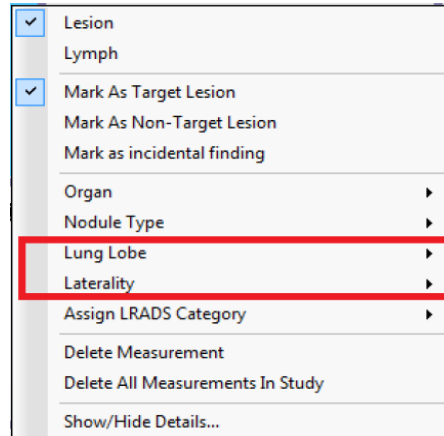 Lesion
Lymph
Mark As Target Lesion
Mark As Non-Target Lesion
Mark as incidental finding
Organ
Nodule Type
Lung Lobe
Laterality
Assign LRADS Category
Delete Measurement
Delete All Measurements In Study
Show/Hide Details...